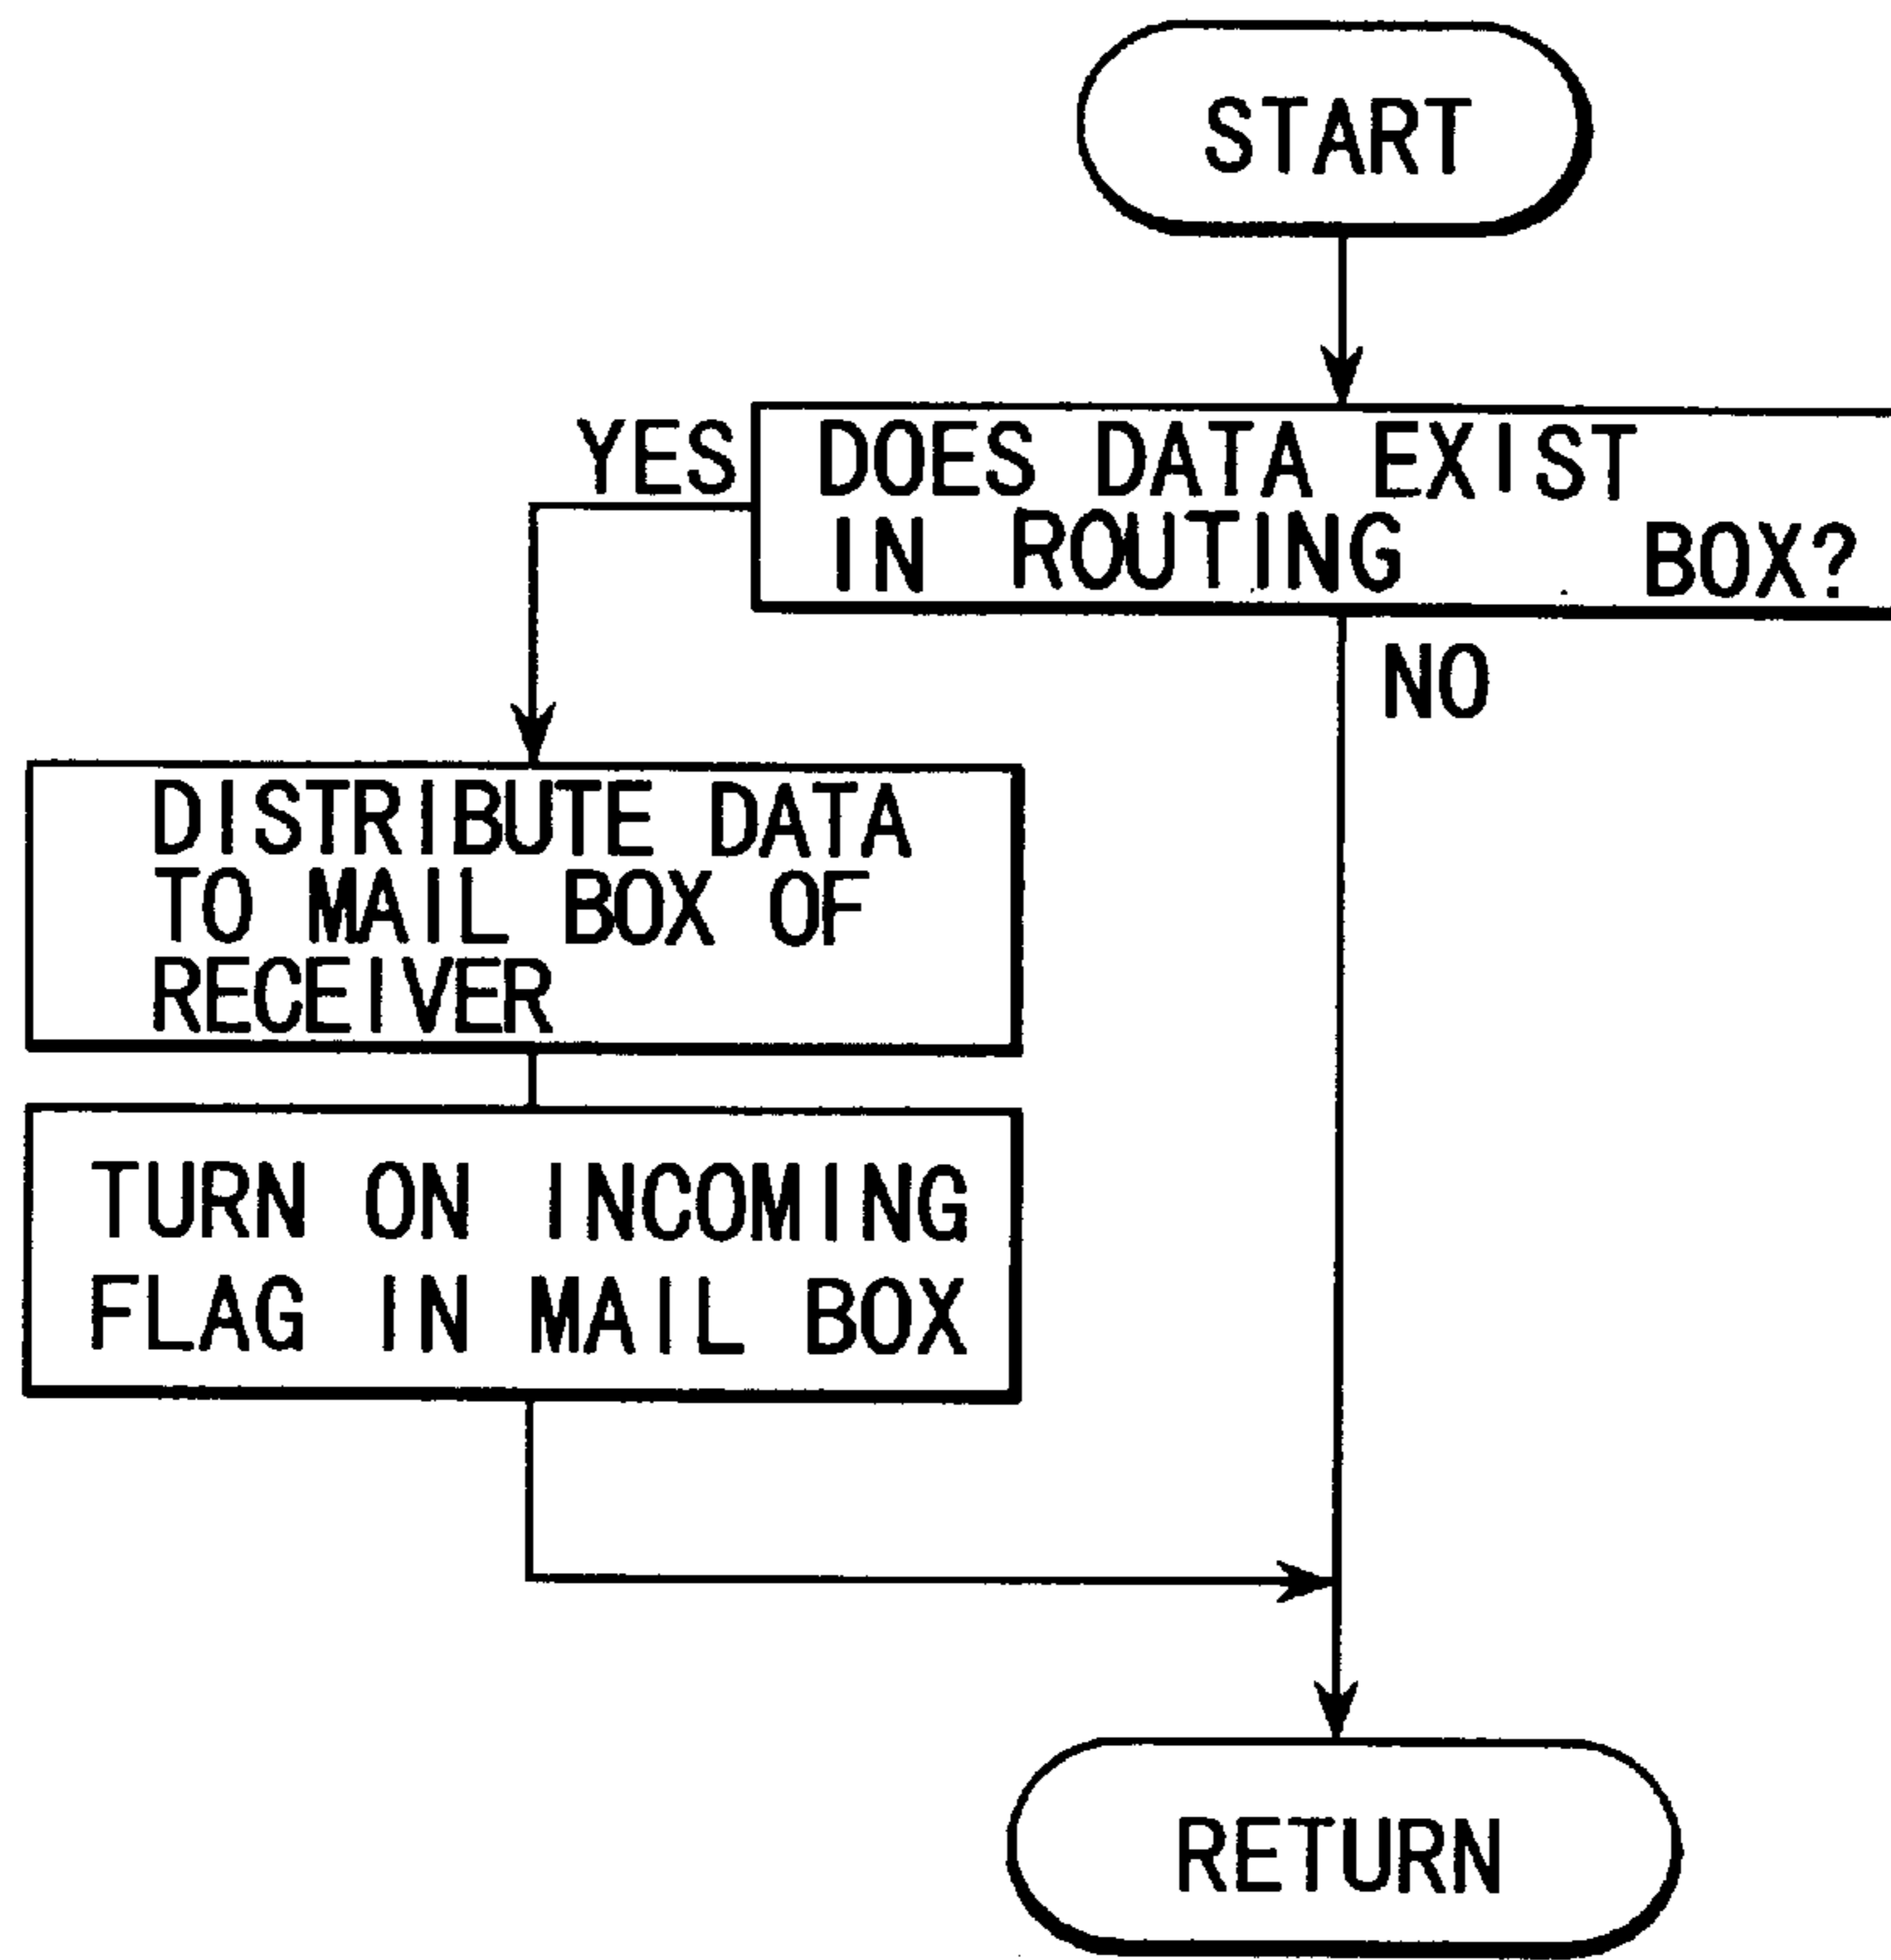 START
YES
DOES DATA EXIST
IN ROUTING BOX?
NO
DISTRIBUTE DATA
TO MAIL BOX OF
RECEIVER
TURN ON INCOMING
FLAG IN MAIL BOX
RETURN